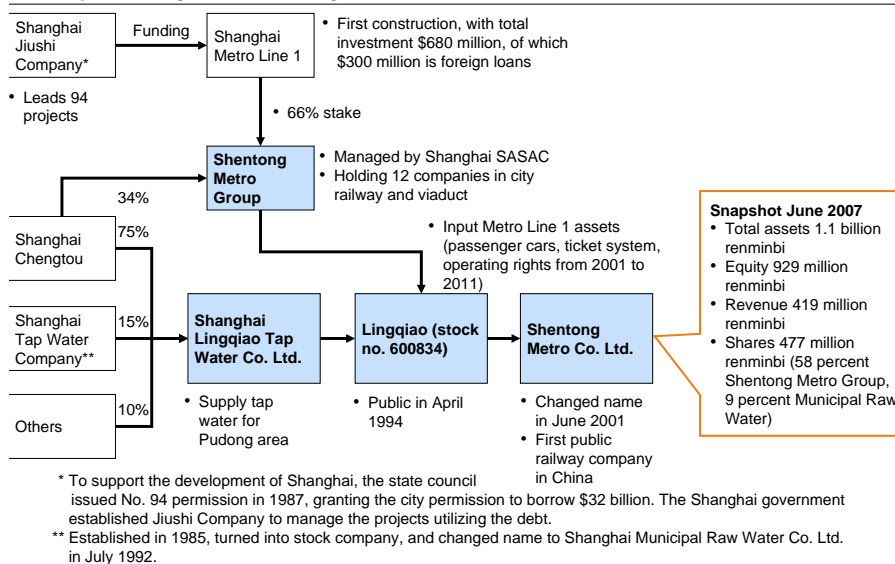 Shanghai
Jiushi
Company*
Funding
Shanghai
Metro Line 1
• First construction, with total
investment $680 million, of which
$300 million is foreign loans
• Leads 94
projects
• 66% stake
Shentong
Metro
Group
• Managed by Shanghai SASAC
• Holding 12 companies in city
railway and viaduct
34%
75%
Shanghai
Chengtou
• Input Metro Line 1 assets
(passenger cars, ticket system,
operating rights from 2001 to
2011)
Shanghai
Tap Water
Company**
15%
Shanghai
Lingqiao Tap
Water Co. Ltd.
Lingqiao (stock
no. 600834)
Shentong
Metro Co. Ltd.
Snapshot June 2007
• Total assets 1.1 billion
renminbi
• Equity 929 million
renminbi
• Revenue 419 million
renminbi
• Shares 477 million
renminbi (58 percent
Shentong Metro Group,
9 percent Municipal Raw
Water)
10%
Others
• Supply tap
water for
Pudong area
• Public in April
1994
• Changed name
in June 2001
• First public
railway company
in China
* To support the development of Shanghai, the state council
issued No. 94 permission in 1987, granting the city permission to borrow $32 billion. The Shanghai government
established Jiushi Company to manage the projects utilizing the debt.
** Established in 1985, turned into stock company, and changed name to Shanghai Municipal Raw Water Co. Ltd.
in July 1992.